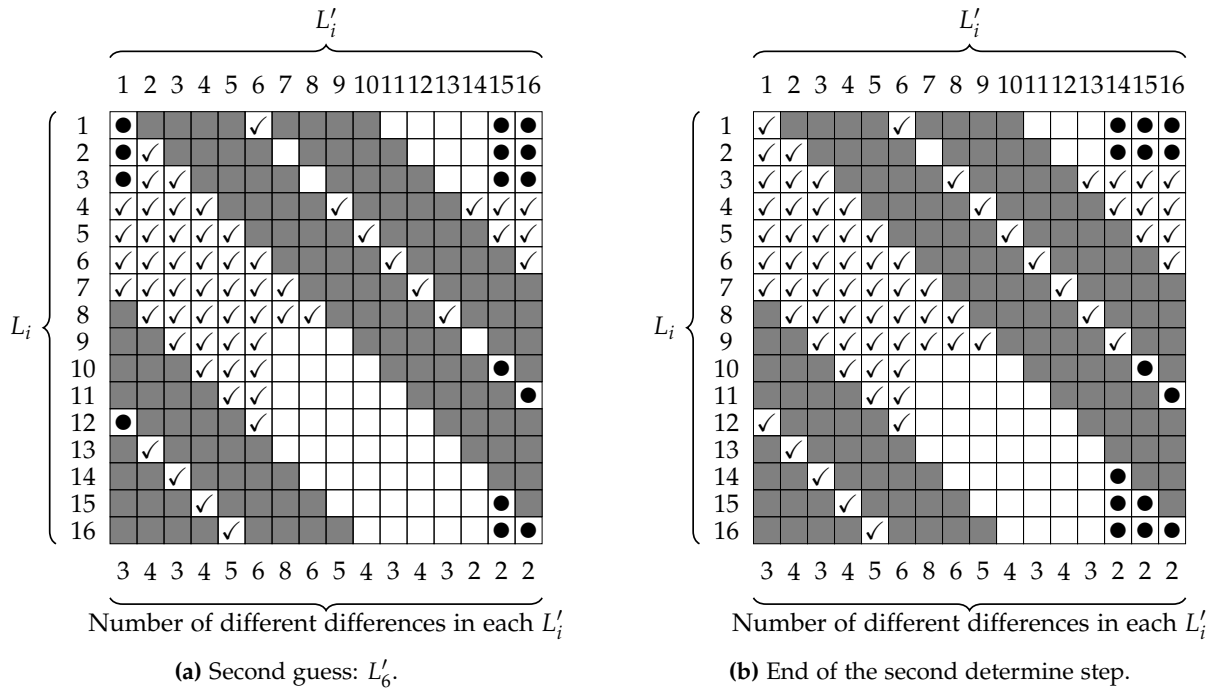 L′ᵢ
1 2 3 4 5 6 7 8 9 10 11 12 13 14 15 16
1
2
3
4
5
6
7
8
9
10
11
12
13
14
15
16
Lᵢ
3 4 3 4 5 6 8 6 5 4 3 4 3 2 2 2
Number of different differences in each L′ᵢ
(a) Second guess: L′₆.
L′ᵢ
1 2 3 4 5 6 7 8 9 10 11 12 13 14 15 16
1
2
3
4
5
6
7
8
9
10
11
12
13
14
15
16
Lᵢ
3 4 3 4 5 6 8 6 5 4 3 4 3 2 2 2
Number of different differences in each L′ᵢ
(b) End of the second determine step.